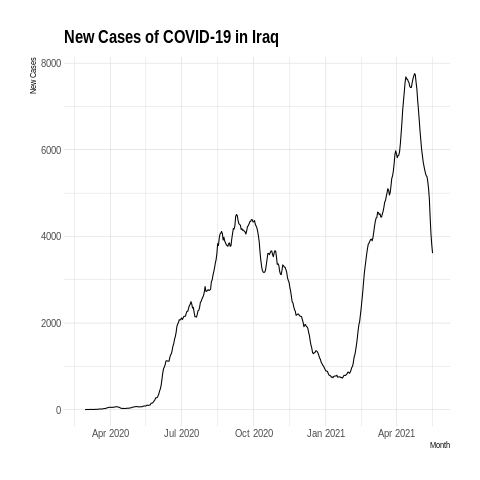 New Cases of COVID-19 in Iraq
New Cases
8000
6000
4000
2000
0
Apr 2020 Jul 2020 Oct 2020 Jan 2021 Apr 2021
Month